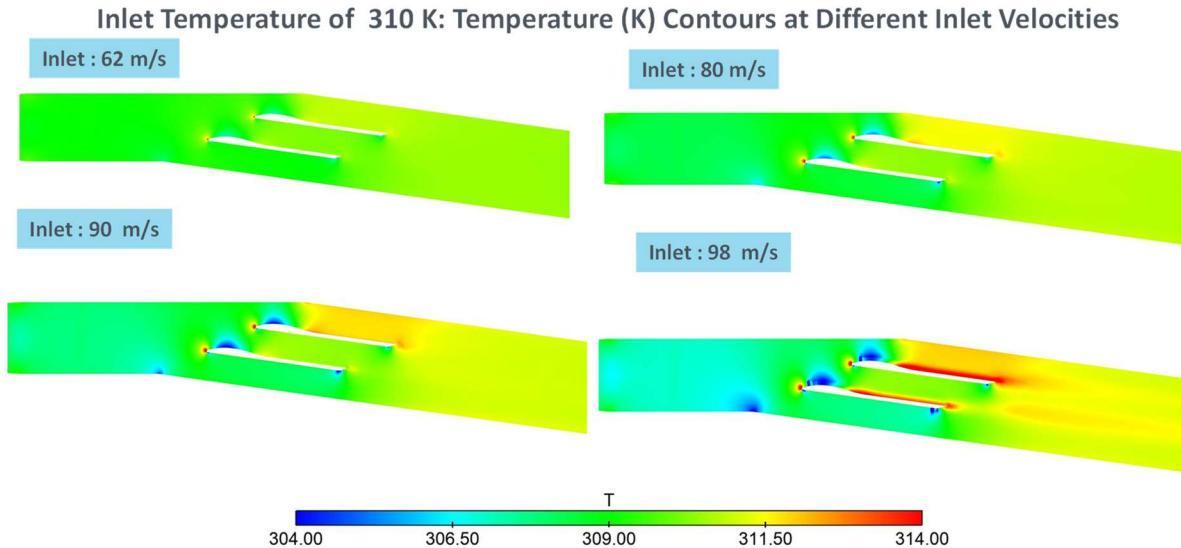 Inlet Temperature of 310 K: Temperature (K) Contours at Different Inlet Velocities
Inlet : 62 m/s
Inlet : 80 m/s
Inlet : 90 m/s
Inlet : 98 m/s
T
304.00 306.50 309.00 311.50 314.00